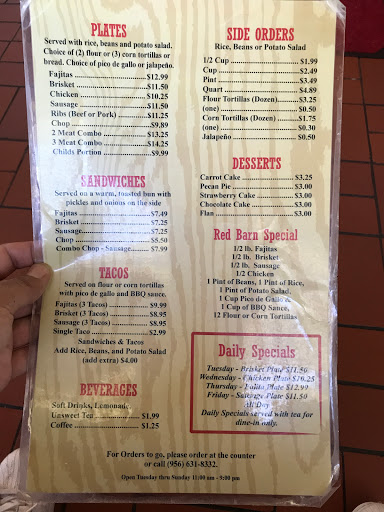 PLATES
Served with rice, beans and potato salad.
Choice of (2) flour or (3) corn tortillas or
bread. Choice of pico de gallo or jalapeño.
Fajitas ..... $12.99
Brisket ..... $11.50
Chicken ..... $10.25
Sausage ..... $11.50
Ribs (Beef or Pork) ..... $11.25
Chop ..... $9.89
2 Meat Combo ..... $13.25
3 Meat Combo ..... $14.25
Childs Portion ..... $9.99
SANDWICHES
Served on a warm, toasted bun with
pickles and onions on the side
Fajitas ..... $7.49
Brisket ..... $7.25
Sausage ..... $7.25
Chop ..... $5.50
Combo Chop - Sausage ..... $7.99
TACOS
Served on flour or corn tortillas
with pico de gallo and BBQ sauce.
Fajitas (3 Tacos) ..... $9.99
Brisket (3 Tacos) ..... $8.95
Sausage (3 Tacos) ..... $8.95
Single Taco ..... $2.99
Sandwiches & Tacos
Add Rice, Beans, and Potato Salad
(add extra) $4.00
BEVERAGES
Soft Drinks, Lemonade,
Unsweet Tea ..... $1.99
Coffee ..... $1.25
SIDE ORDERS
Rice, Beans or Potato Salad
1/2 Cup ..... $1.99
Cup ..... $2.49
Pint ..... $3.49
Quart ..... $4.89
Flour Tortillas (Dozen) ..... $3.25
(one) ..... $0.50
Corn Tortillas (Dozen) ..... $1.75
(one) ..... $0.30
Jalapeño ..... $0.50
DESSERTS
Carrot Cake ..... $3.25
Pecan Pie ..... $3.00
Strawberry Cake ..... $3.00
Chocolate Cake ..... $3.00
Flan ..... $3.00
Red Barn Special
1/2 lb. Fajitas
1/2 lb. Brisket
1/2 lb. Sausage
1/2 Chicken
1 Pint of Beans, 1 Pint of Rice,
1 Pint of Potato Salad,
1 Cup Pico de Gallo &
1 Cup of BBQ Sauce,
12 Flour or Corn Tortillas
Daily Specials
Tuesday - Brisket Plate $11.50
Wednesday - Chicken Plate $10.25
Thursday - Fajita Plate $12.99
Friday - Sausage Plate $11.50
All Day
Daily Specials served with tea for
dine-in only.
For Orders to go, please order at the counter
or call (956) 631-8332.
Open Tuesday thru Sunday 11:00 am - 9:00 pm